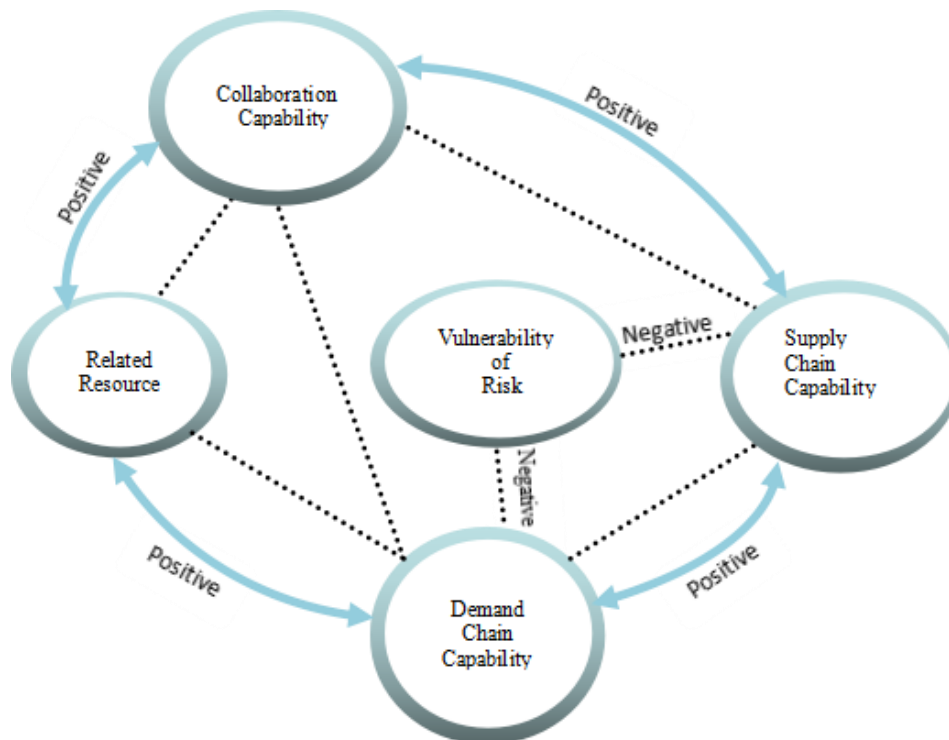 Collaboration
Capability
Positive
Positive
Related
Resource
Vulnerability
of
Risk
Negative
Supply
Chain
Capability
Negative
Positive
Positive
Demand
Chain
Capability